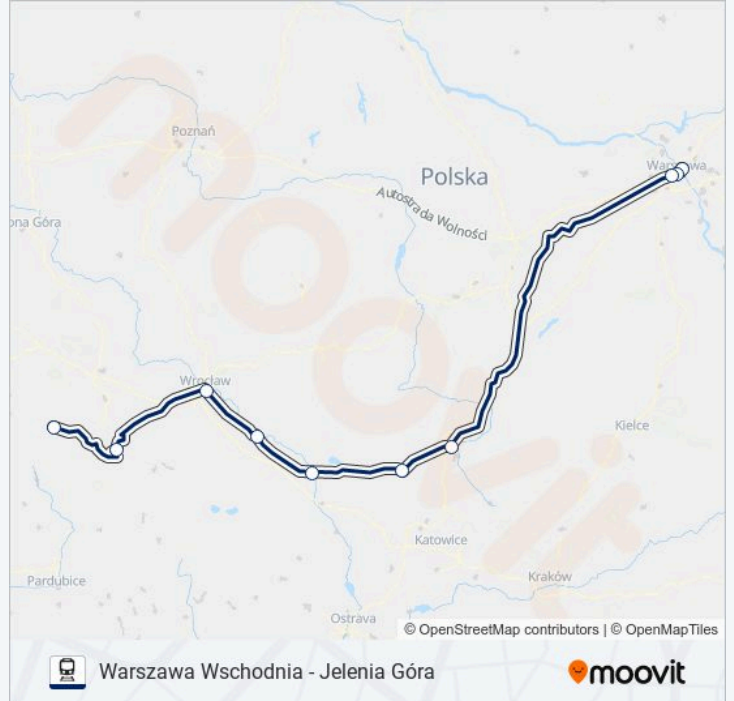 Poznań
Polska
Warszawa
Autostrada Wolności
ona Góra
Wrocław
Kielce
Katowice
Kraków
Pardubice
Ostrava
© OpenStreetMap contributors | © OpenMapTiles
Warszawa Wschodnia - Jelenia Góra
moovit
moovit